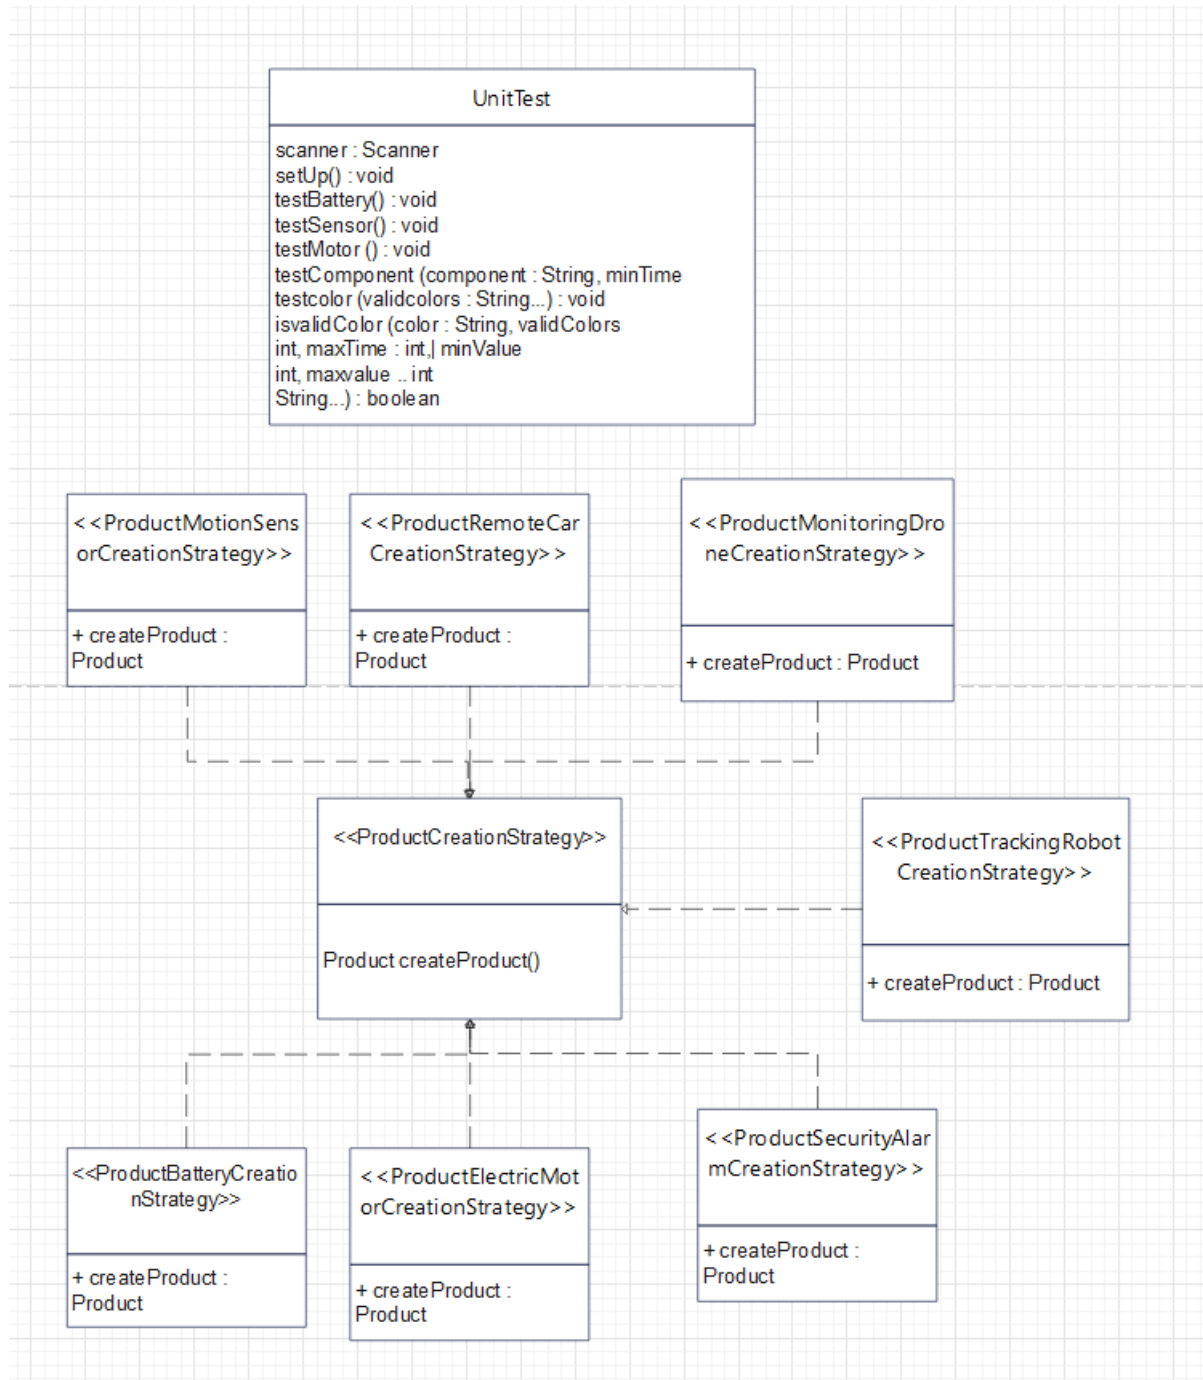 UnitTest
scanner : Scanner
setUp() : void
testBattery() : void
testSensor() : void
testMotor () : void
testComponent (component : String, minTime
testcolor (validcolors : String...) : void
isvalidColor (color : String, validColors
int, maxTime : int,| minValue
int, maxvalue .. int
String...) : boolean
<<ProductMotionSens
orCreationStrategy>>
+ createProduct :
Product
<<ProductRemoteCar
CreationStrategy>>
+ createProduct :
Product
<<ProductMonitoringDro
neCreationStrategy>>
+ createProduct : Product
<<ProductCreationStrategy>>
Product createProduct()
<<ProductTrackingRobot
CreationStrategy>>
+ createProduct : Product
<<ProductBatteryCreatio
nStrategy>>
+ createProduct :
Product
<<ProductElectricMot
orCreationStrategy>>
+ createProduct :
Product
<<ProductSecurityAlar
mCreationStrategy>>
+ createProduct :
Product